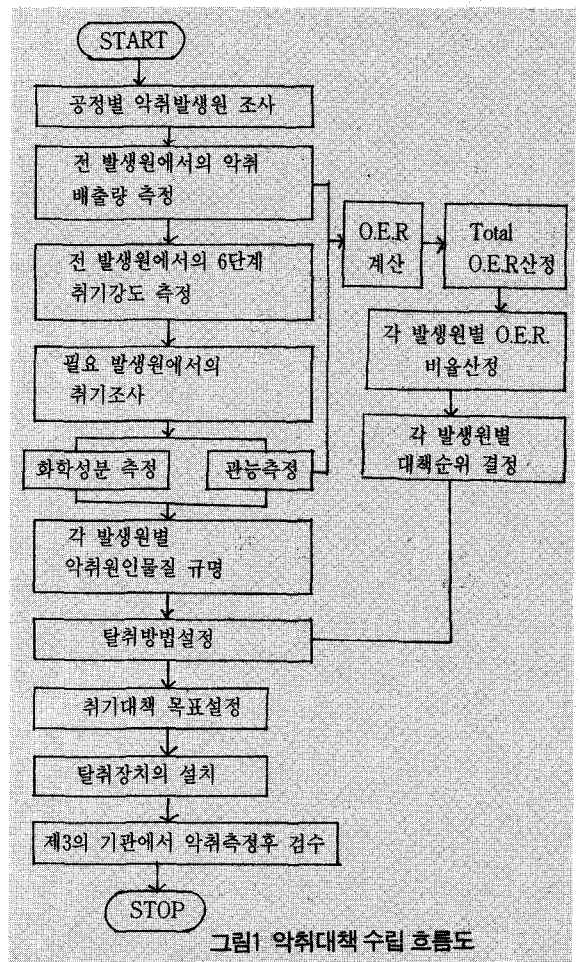 START
공정별 악취발생원 조사
전 발생원에서의 악취
배출량 측정
전 발생원에서의 6단계
취기강도 측정
필요 발생원에서의
취기조사
화학성분 측정
관능측정
각 발생원별
악취원인물질 규명
탈취방법설정
취기대책 목표설정
탈취장치의 설치
제3의 기관에서 악취측정후 검수
STOP
O.E.R
계산
Total
O.E.R산정
각 발생원별 O.E.R.
비율산정
각 발생원별
대책순위 결정
그림1 악취대책 수립 흐름도